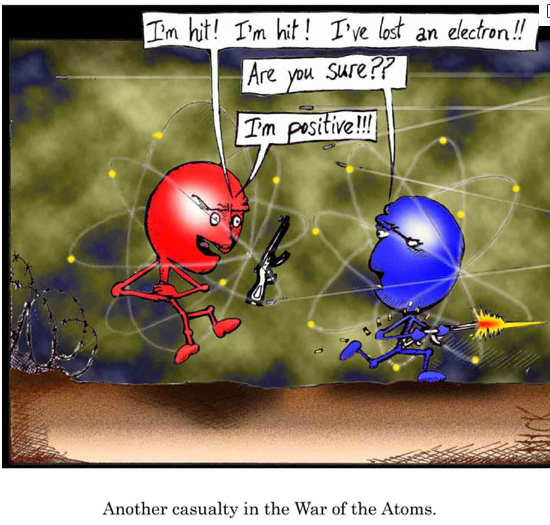 I'm hit! I'm hit! I've lost an electron!!
Are you sure??
I'm positive!!!
Another casualty in the War of the Atoms.